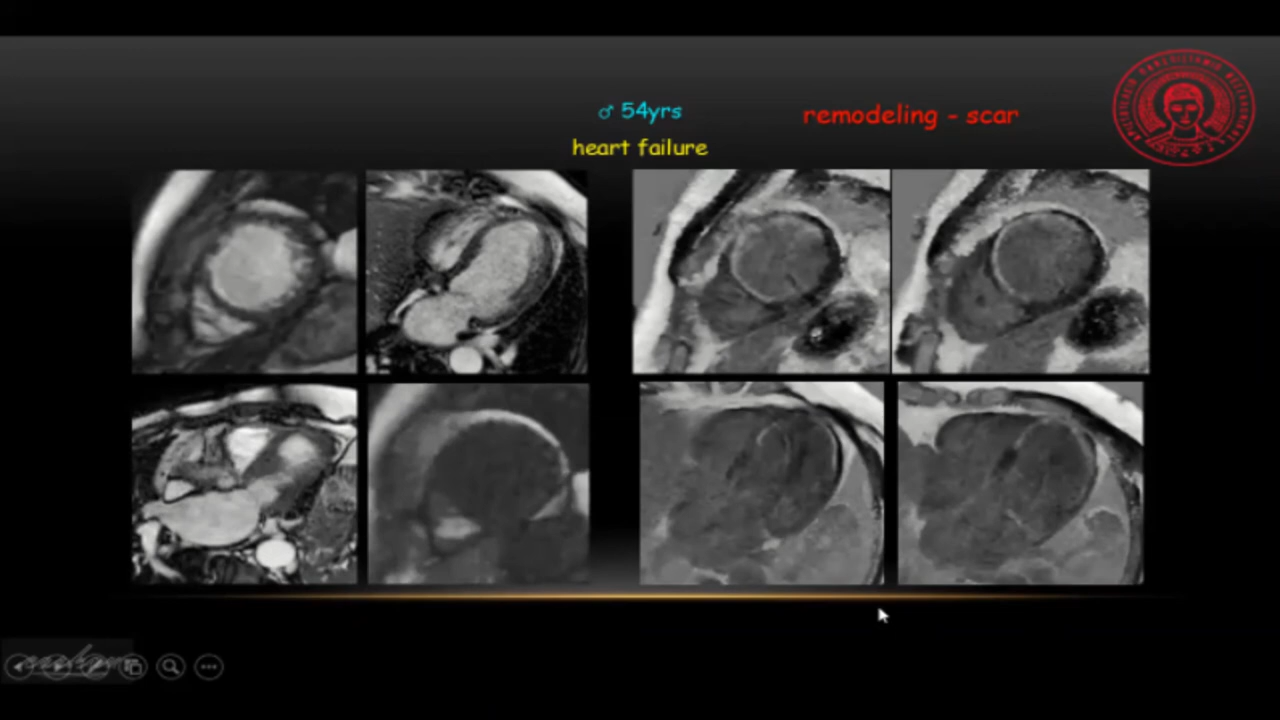 ♂ 54yrs
remodeling - scar
heart failure